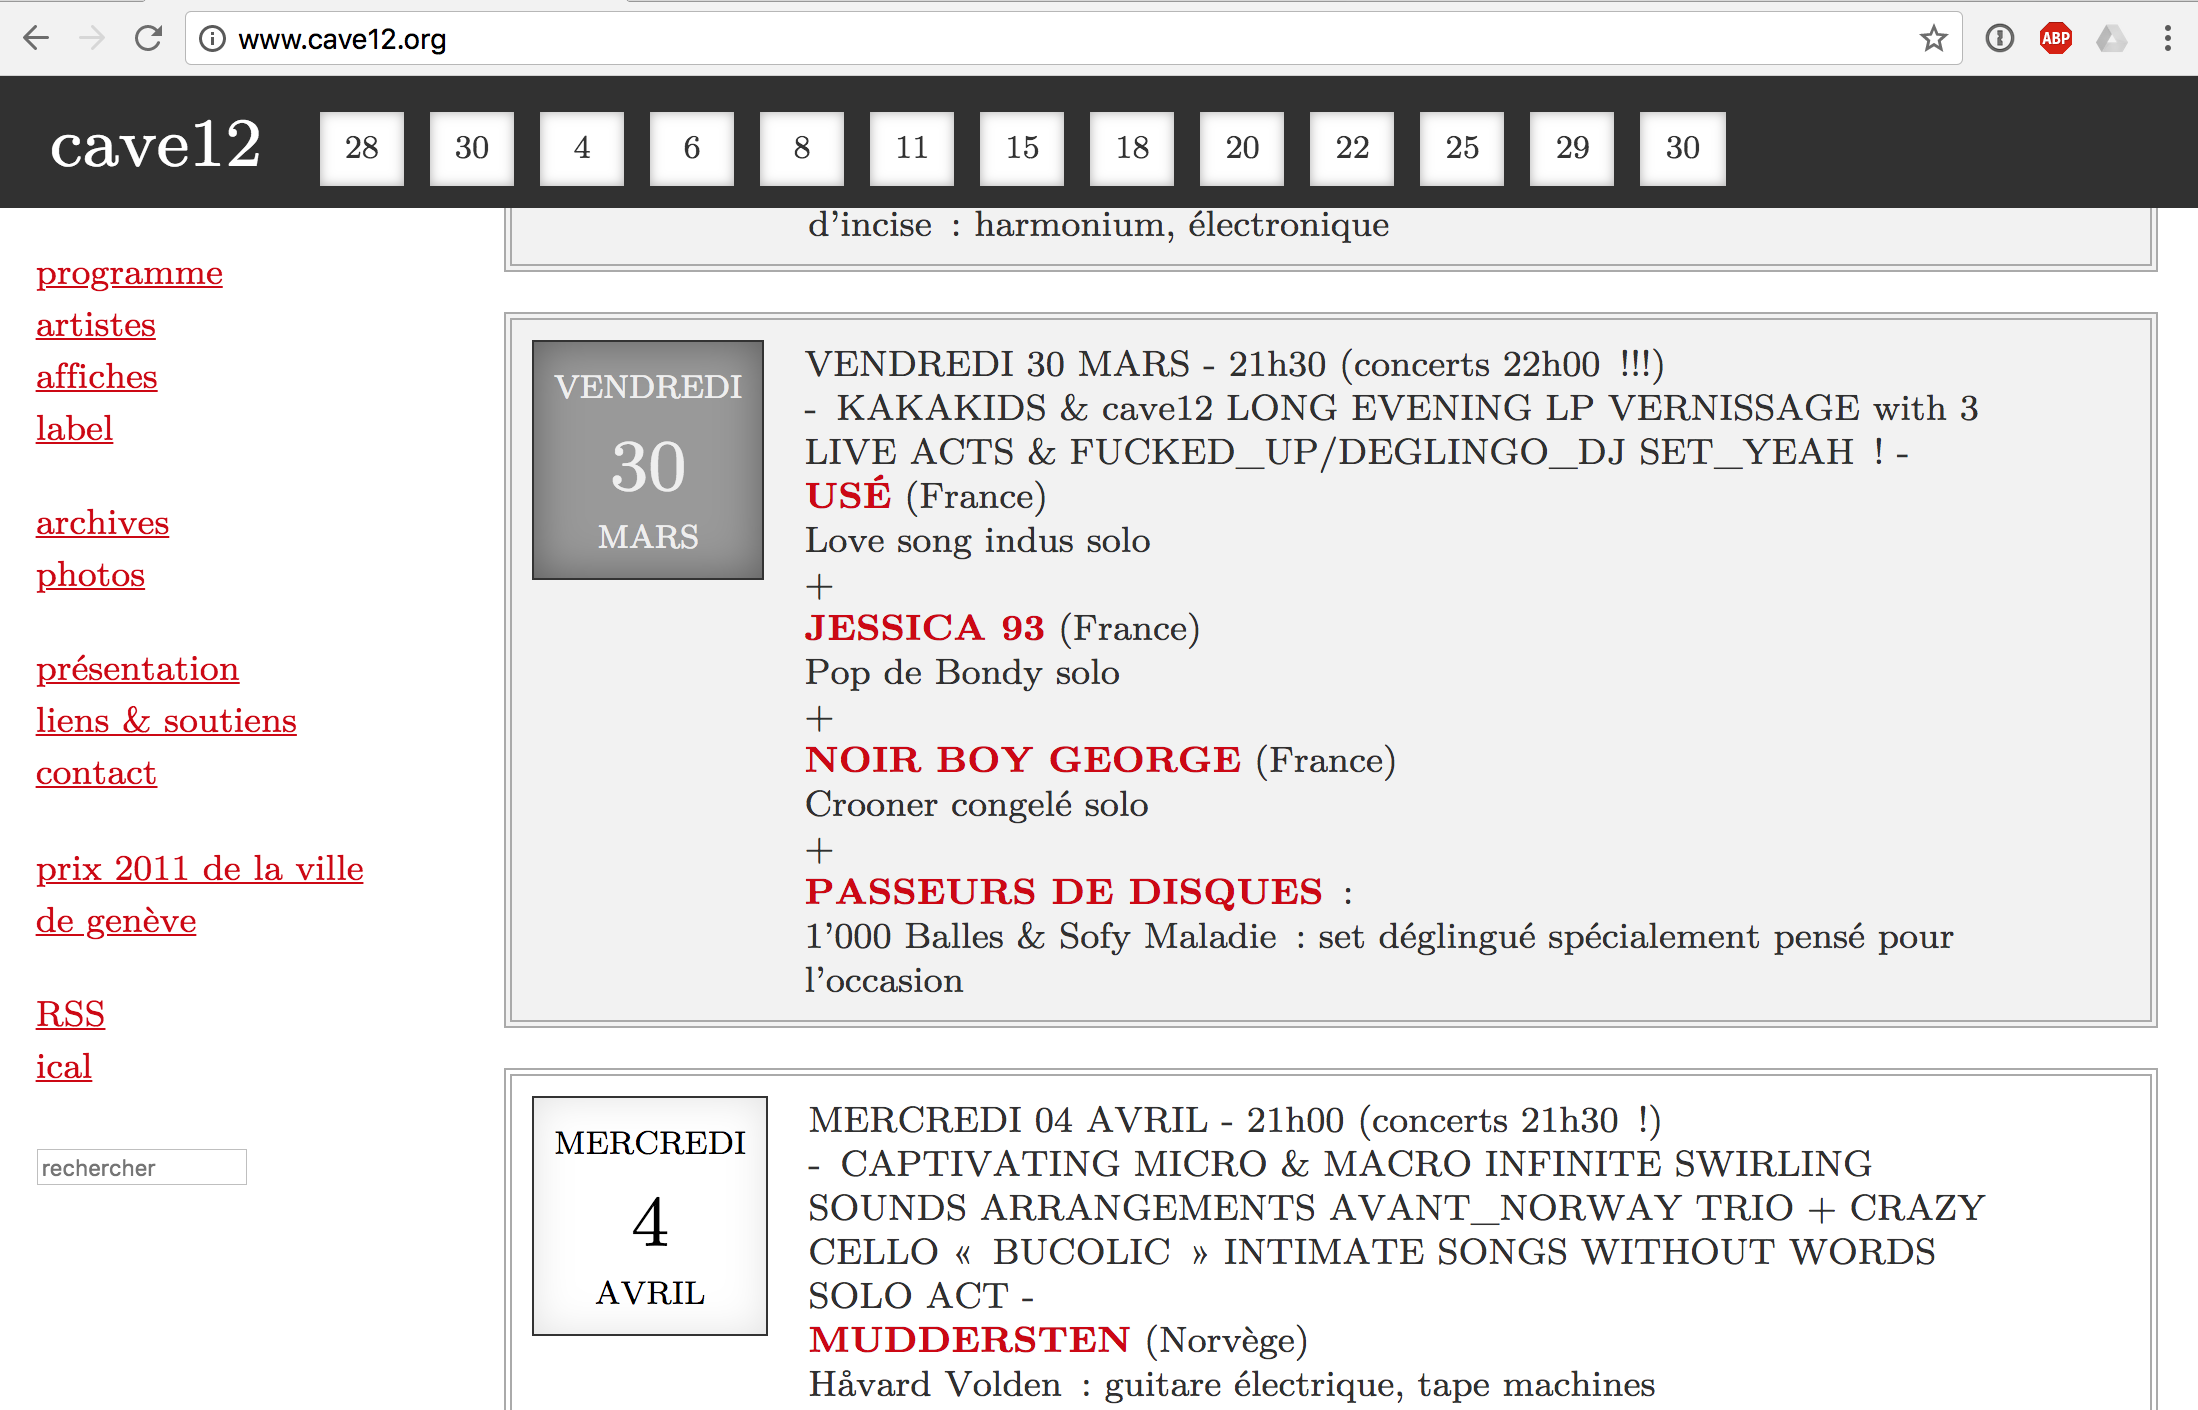 www.cave12.org
ABP
cave12 28 30 4 6 8 11 15 18 20 22 25 29 30
programme
artistes
affiches
label
archives
photos
présentation
liens & soutiens
contact
prix 2011 de la ville
de genève
RSS
ical
rechercher
d’incise : harmonium, électronique
VENDREDI
30
MARS
VENDREDI 30 MARS - 21h30 (concerts 22h00 !!!)
- KAKAKIDS & cave12 LONG EVENING LP VERNISSAGE with 3
LIVE ACTS & FUCKED_UP/DEGLINGO_DJ SET_YEAH ! -
USÉ (France)
Love song indus solo
+
JESSICA 93 (France)
Pop de Bondy solo
+
NOIR BOY GEORGE (France)
Crooner congelé solo
+
PASSEURS DE DISQUES :
1’000 Balles & Sofy Maladie : set déglingué spécialement pensé pour
l’occasion
MERCREDI
4
AVRIL
MERCREDI 04 AVRIL - 21h00 (concerts 21h30 !)
- CAPTIVATING MICRO & MACRO INFINITE SWIRLING
SOUNDS ARRANGEMENTS AVANT_NORWAY TRIO + CRAZY
CELLO « BUCOLIC » INTIMATE SONGS WITHOUT WORDS
SOLO ACT -
MUDDERSTEN (Norvège)
Håvard Volden : guitare électrique, tape machines